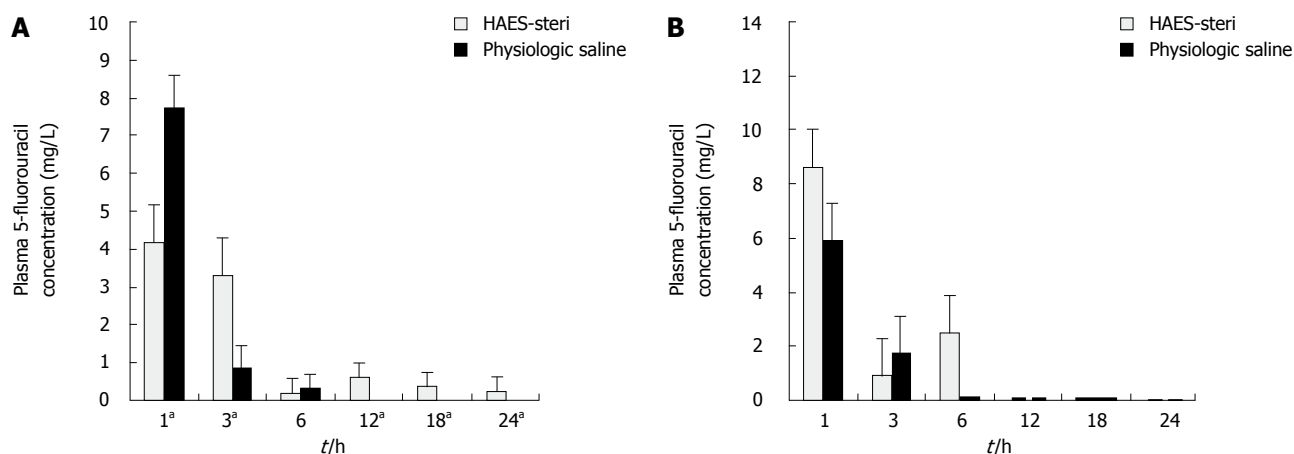 A
Plasma 5-fluorouracil
concentration (mg/L)
10
9
8
7
6
5
4
3
2
1
0
HAES-steri
Physiologic saline
1ᵃ 3ᵃ 6 12ᵃ 18ᵃ 24ᵃ
t/h
B
Plasma 5-fluorouracil
concentration (mg/L)
14
12
10
8
6
4
2
0
HAES-steri
Physiologic saline
1 3 6 12 18 24
t/h